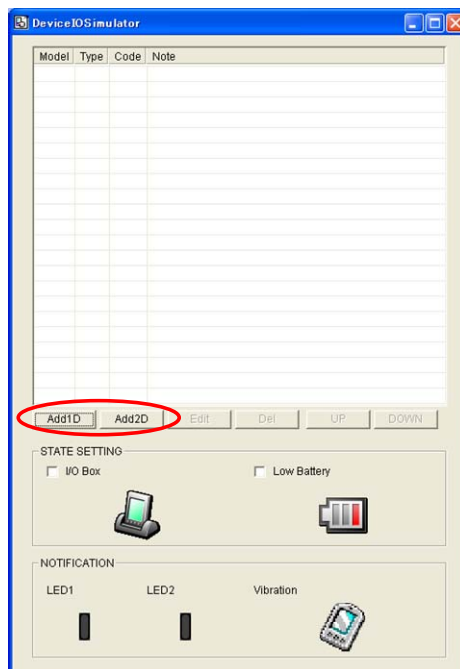 DeviceIOSimulator
Model Type Code Note
Add1D Add2D Edit Del UP DOWN
STATE SETTING
I/O Box Low Battery
NOTIFICATION
LED1 LED2 Vibration